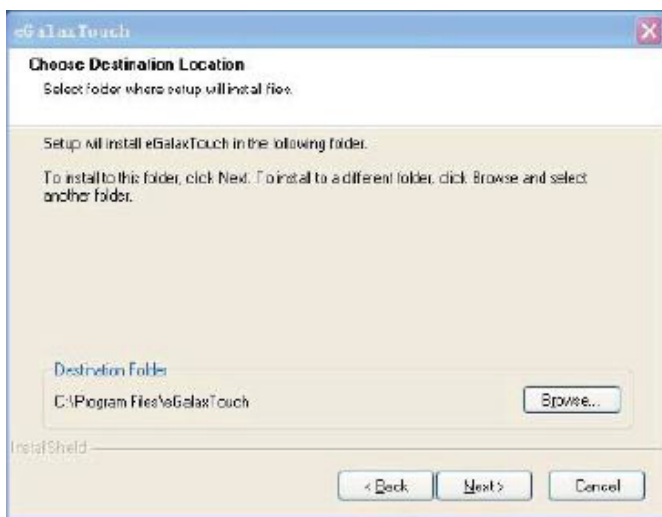 eGalaxTouch
Choose Destination Location
Select folder where setup will install files.
Setup will install eGalaxTouch in the following folder.
To install to this folder, click Next. To install to a different folder, click Browse and select
another folder.
Destination Folder
C:\Program Files\eGalaxTouch
Browse...
InstallShield
< Back
Next >
Cancel